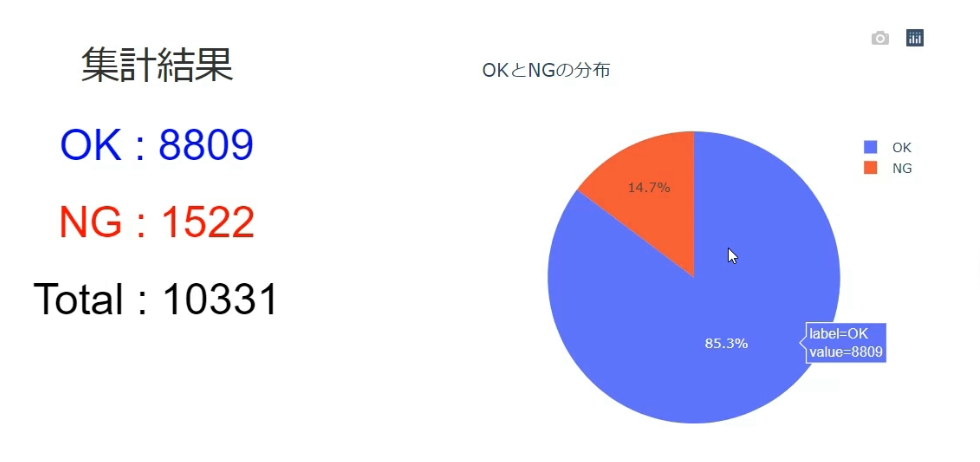 集計結果
OK : 8809
NG : 1522
Total : 10331
OKとNGの分布
OK
NG
14.7%
85.3%
label=OK
value=8809